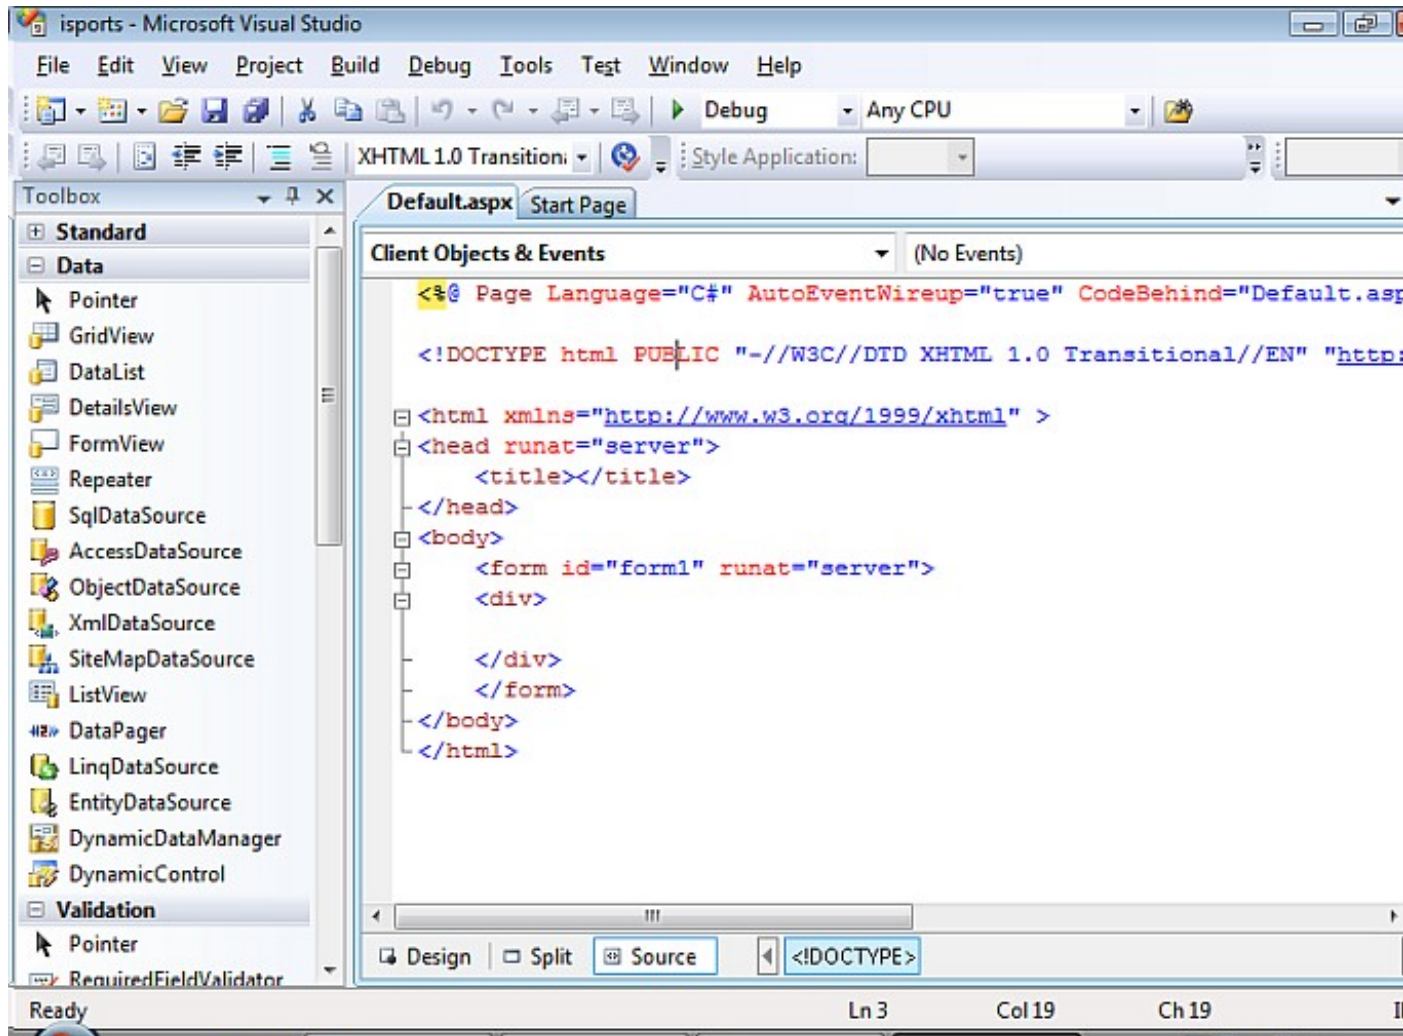 isports - Microsoft Visual Studio
File Edit View Project Build Debug Tools Test Window Help
Debug Any CPU
XHTML 1.0 Transition Style Application:
Toolbox
Default.aspx Start Page
Standard
Client Objects & Events (No Events)
Data
Pointer
GridView
DataList
DetailsView
FormView
Repeater
SqlDataSource
AccessDataSource
ObjectDataSource
XmlDataSource
SiteMapDataSource
ListView
DataPager
LinqDataSource
EntityDataSource
DynamicDataManager
DynamicControl
Validation
Pointer
RequiredFieldValidator
<%@ Page Language="C#" AutoEventWireup="true" CodeBehind="Default.asp
<!DOCTYPE html PUBLIC "-//W3C//DTD XHTML 1.0 Transitional//EN" "http:
<html xmlns="http://www.w3.org/1999/xhtml" >
<head runat="server">
<title></title>
</head>
<body>
<form id="form1" runat="server">
<div>
</div>
</form>
</body>
</html>
Design Split Source <!DOCTYPE>
Ready Ln 3 Col 19 Ch 19